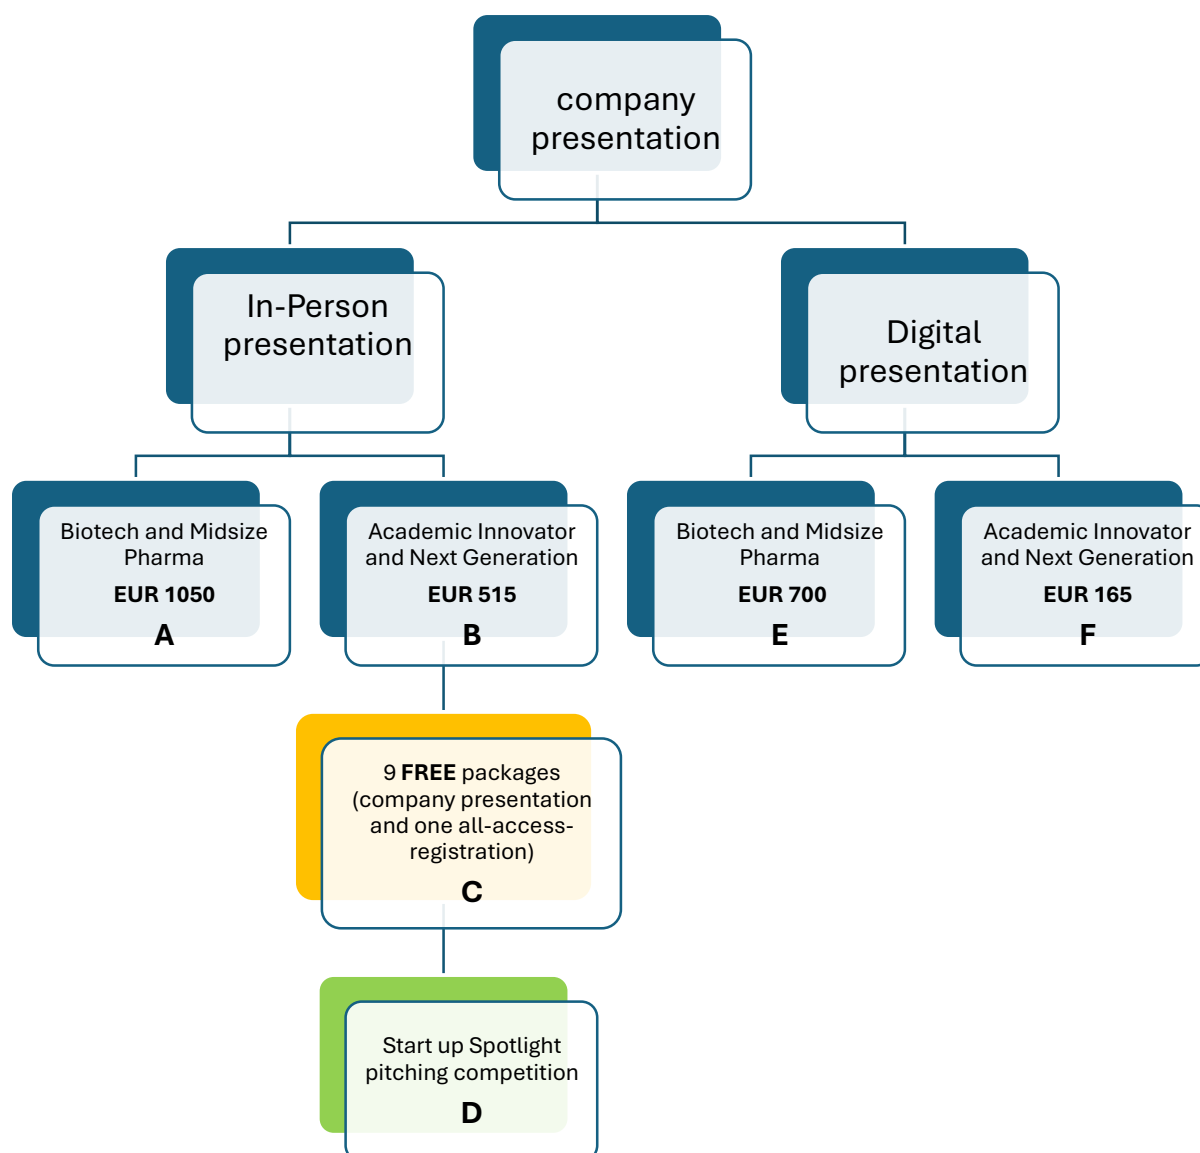 company
presentation
In-Person
presentation
Digital
presentation
Biotech and Midsize
Pharma
EUR 1050
A
Academic Innovator
and Next Generation
EUR 515
B
Biotech and Midsize
Pharma
EUR 700
E
Academic Innovator
and Next Generation
EUR 165
F
9 FREE packages
(company presentation
and one all-access-
registration)
C
Start up Spotlight
pitching competition
D